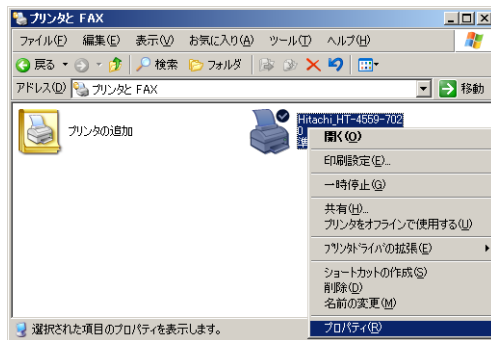 プリンタと FAX
ファイル(F) 編集(E) 表示(V) お気に入り(A) ツール(T) ヘルプ(H)
戻る 検索 フォルダ
アドレス(D) プリンタと FAX 移動
プリンタの追加
Hitachi_HT-4559-702
0
準
開く(O)
印刷設定(E)...
一時停止(G)
共有(H)...
プリンタをオフラインで使用する(U)
プリンタドライバの拡張(E)
ショートカットの作成(S)
削除(D)
名前の変更(M)
プロパティ(R)
選択された項目のプロパティを表示します。